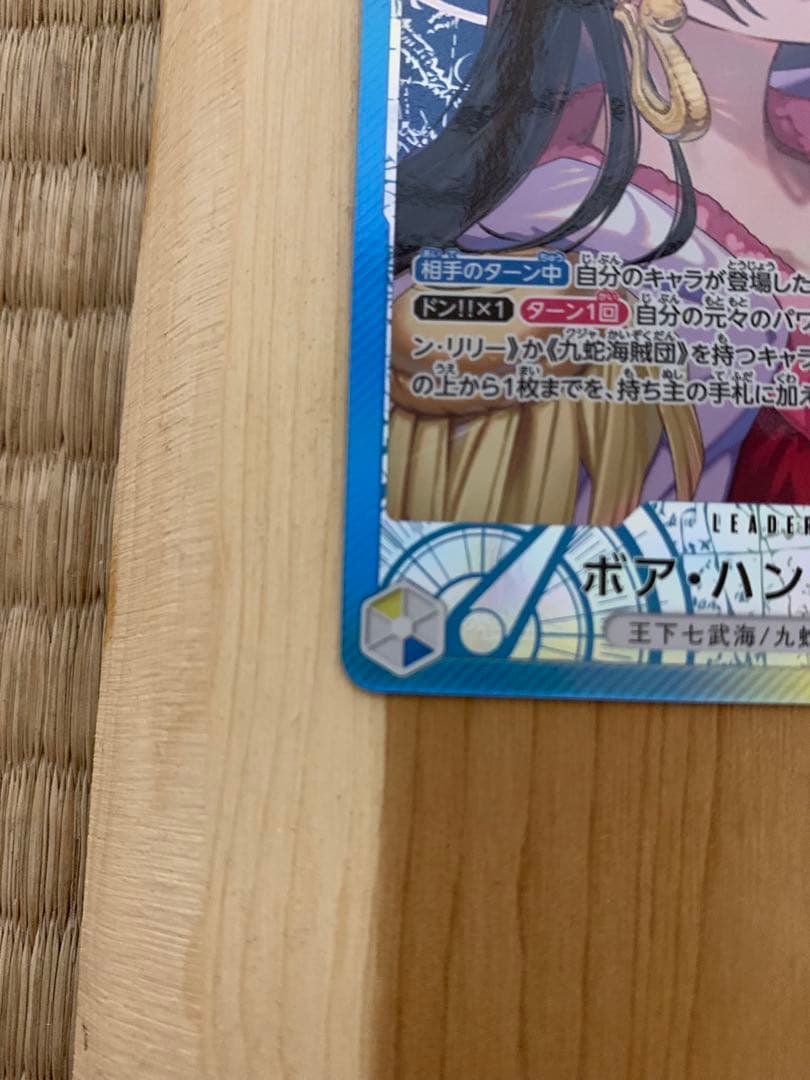 相手のターン中 自分のキャラが登場した
ドン!!×1 ターン1回 自分の元々のパワ
ン・リリー》か《九蛇海賊団》を持つキャラ
の上から1枚までを、持ち主の手札に加え
LEADER
ボア・ハン
王下七武海/九蛇